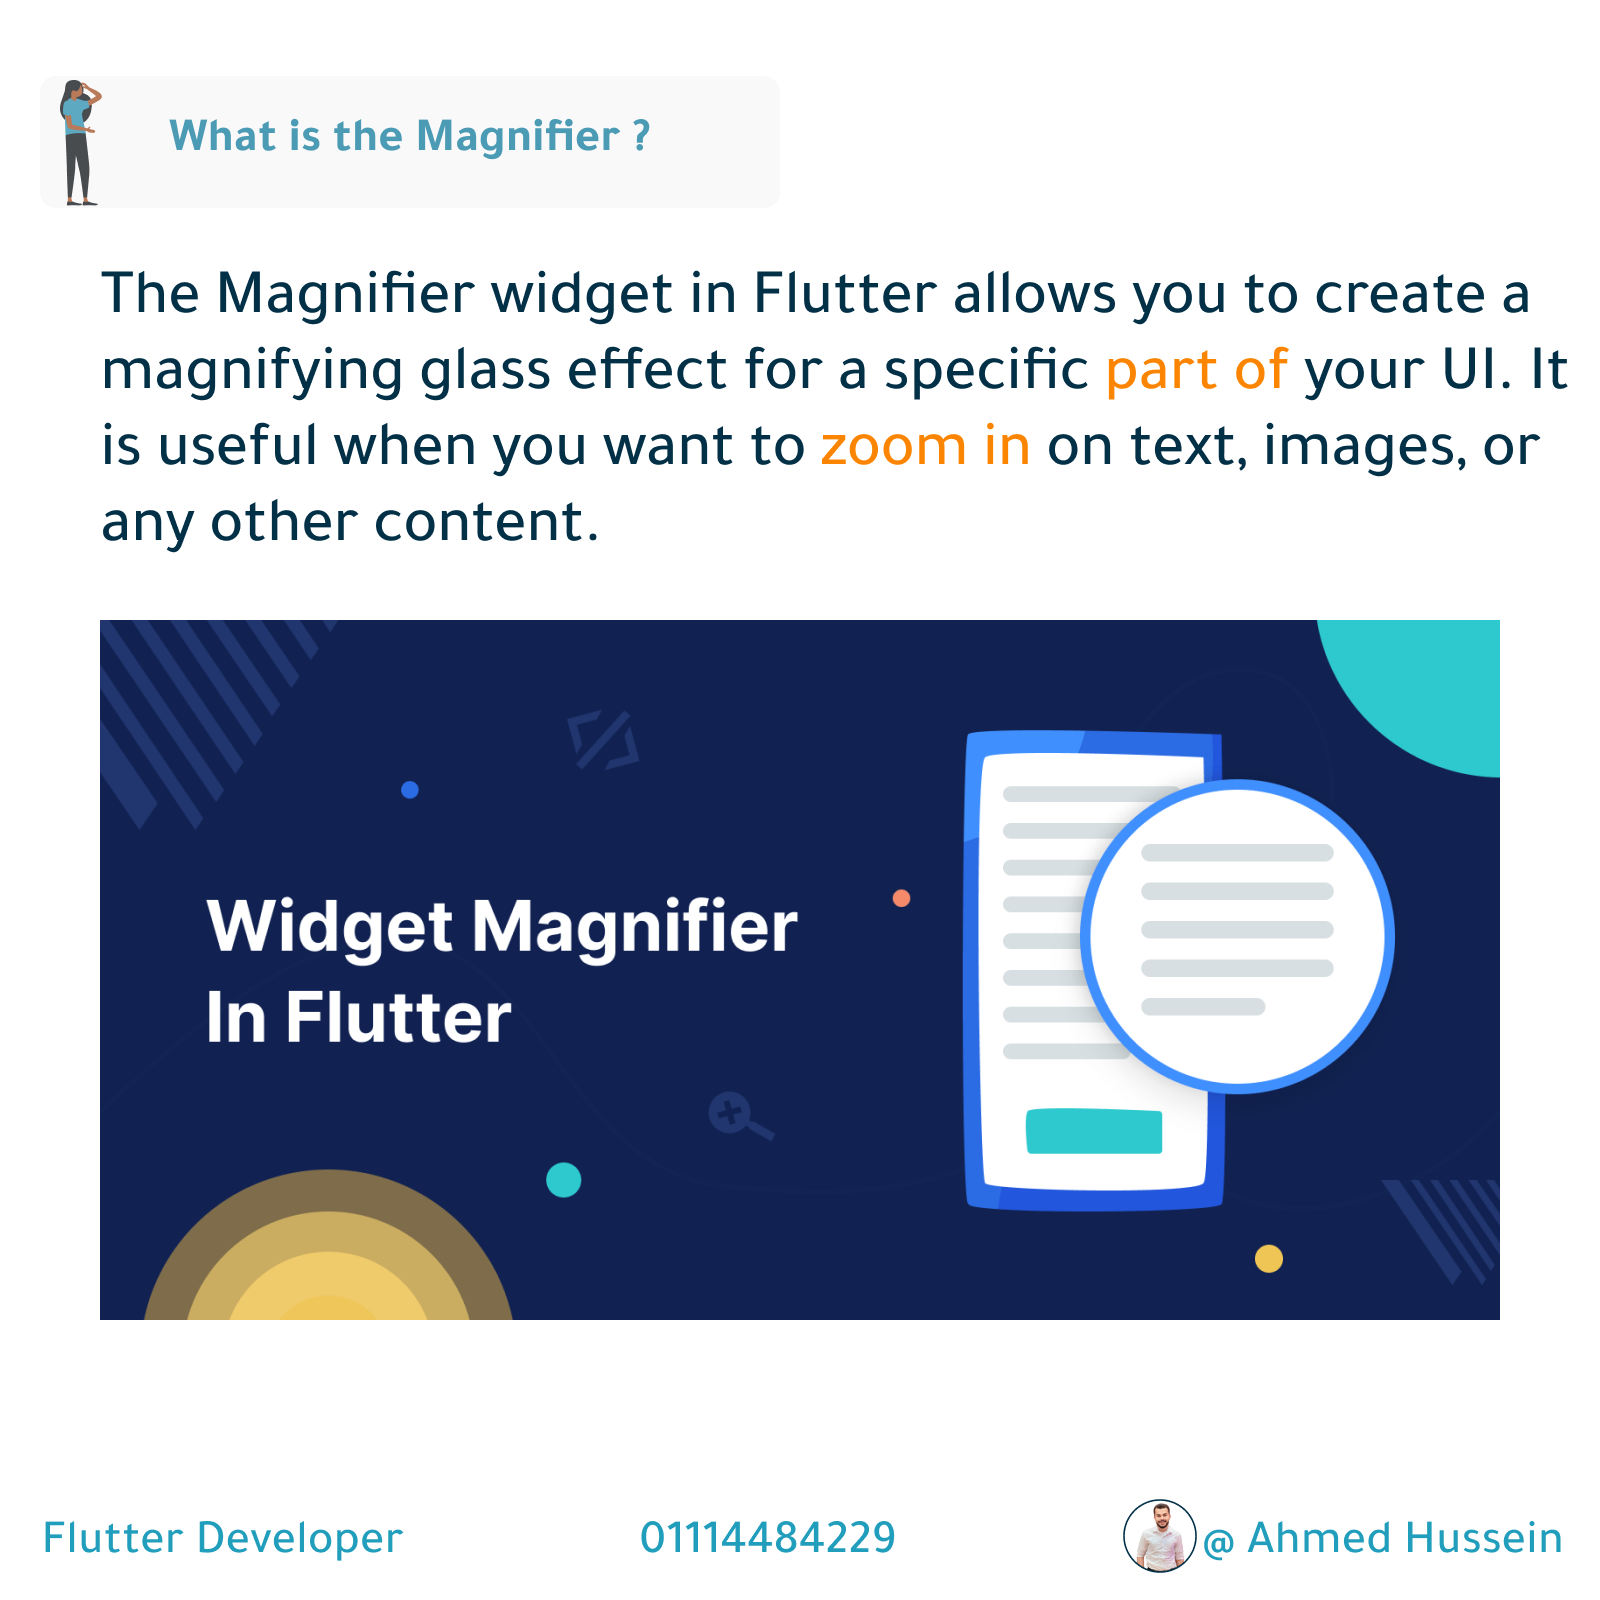 What is the Magnifier ?
The Magnifier widget in Flutter allows you to create a
magnifying glass effect for a specific part of your UI. It
is useful when you want to zoom in on text, images, or
any other content.
Widget Magnifier
In Flutter
Flutter Developer
01114484229
@ Ahmed Hussein